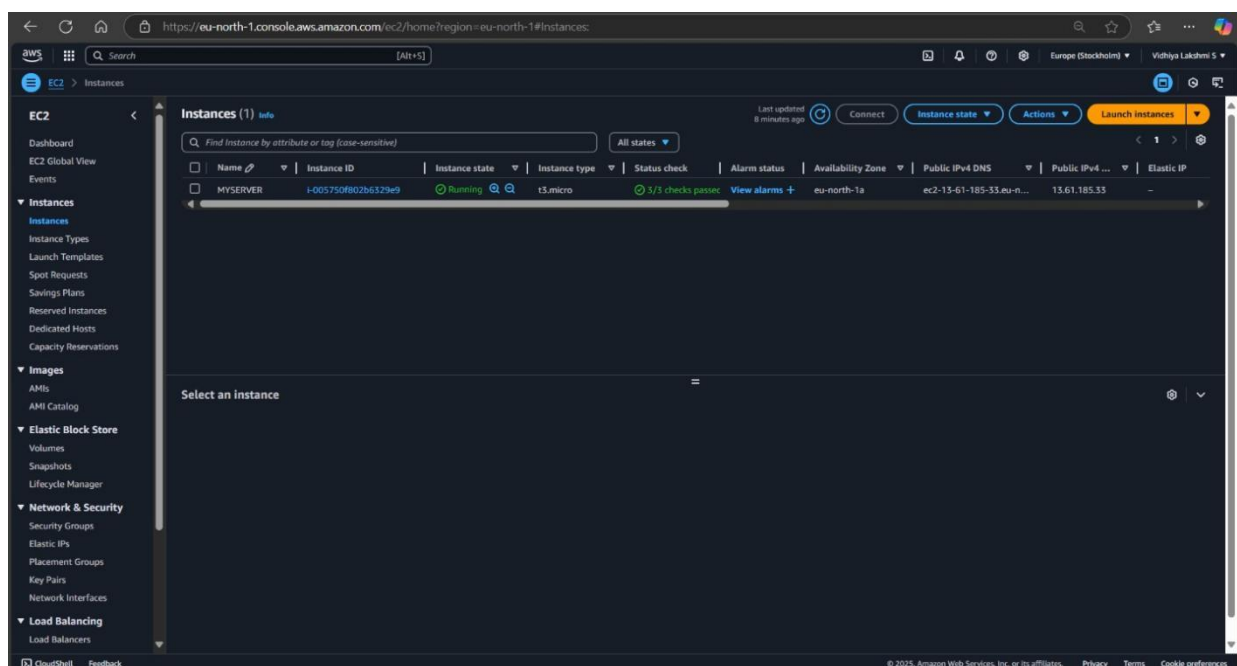 https://eu-north-1.console.aws.amazon.com/ec2/home?region=eu-north-1#Instances:
aws Search [Alt+S] Europe (Stockholm) Vidhiya Lakshmi S
EC2 > Instances
EC2
Dashboard
EC2 Global View
Events
Instances
Instances
Instance Types
Launch Templates
Spot Requests
Savings Plans
Reserved Instances
Dedicated Hosts
Capacity Reservations
Images
AMIs
AMI Catalog
Elastic Block Store
Volumes
Snapshots
Lifecycle Manager
Network & Security
Security Groups
Elastic IPs
Placement Groups
Key Pairs
Network Interfaces
Load Balancing
Load Balancers
Instances (1) Info
Last updated
8 minutes ago
Connect Instance state Actions Launch instances
Find Instance by attribute or tag (case-sensitive) All states 1
Name Instance ID Instance state Instance type Status check Alarm status Availability Zone Public IPv4 DNS Public IPv4 ... Elastic IP
MYSERVER i-005750f802b6329e9 Running t3.micro 3/3 checks passec View alarms + eu-north-1a ec2-13-61-185-33.eu-n... 13.61.185.33 –
Select an instance
CloudShell Feedback © 2025, Amazon Web Services, Inc. or its affiliates. Privacy Terms Cookie preferences